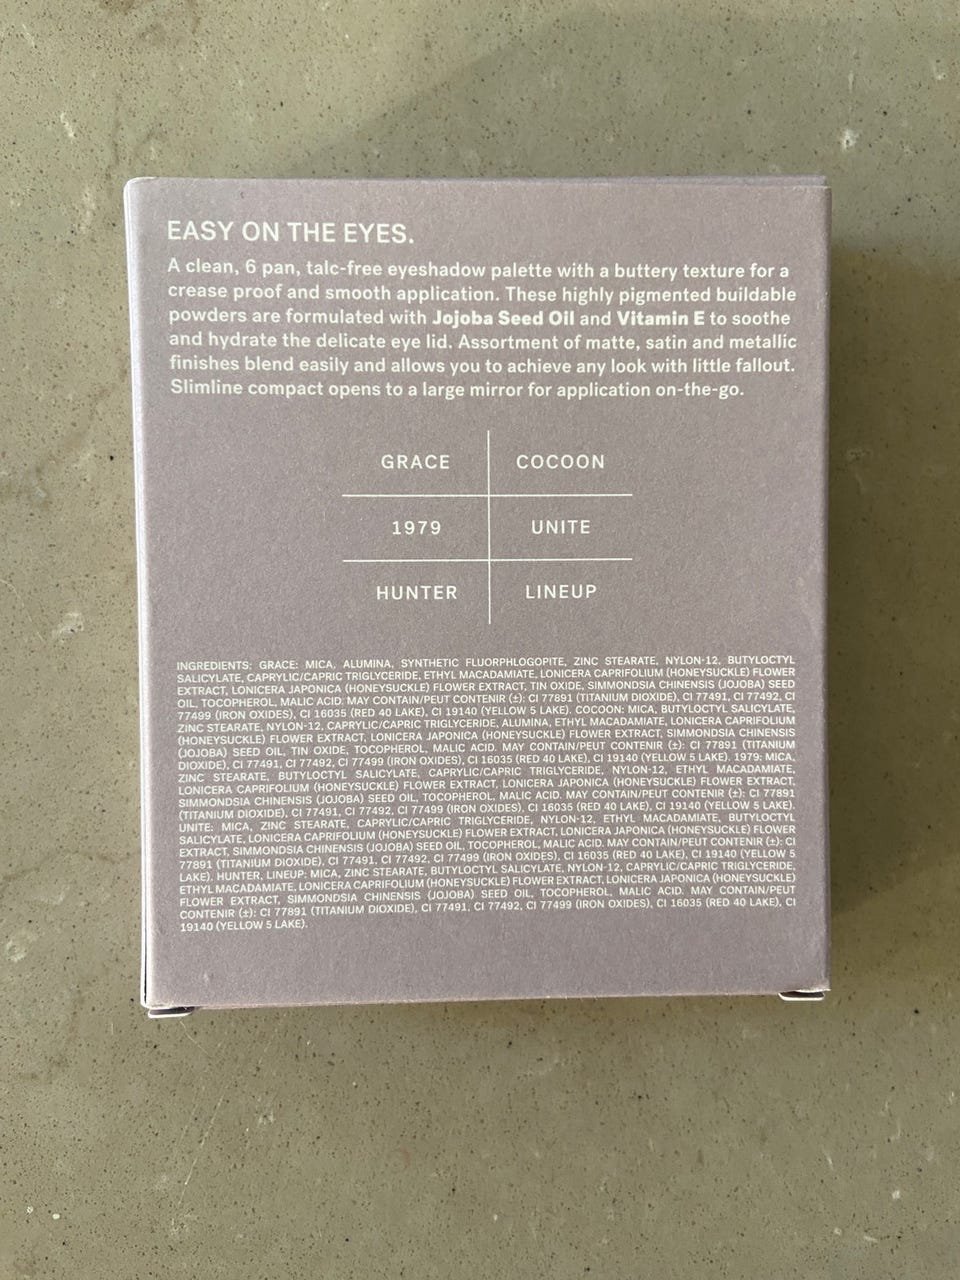 EASY ON THE EYES.
A clean, 6 pan, talc-free eyeshadow palette with a buttery texture for a
crease proof and smooth application. These highly pigmented buildable
powders are formulated with Jojoba Seed Oil and Vitamin E to soothe
and hydrate the delicate eye lid. Assortment of matte, satin and metallic
finishes blend easily and allows you to achieve any look with little fallout.
Slimline compact opens to a large mirror for application on-the-go.
GRACE COCOON
1979 UNITE
HUNTER LINEUP
INGREDIENTS: GRACE: MICA, ALUMINA, SYNTHETIC FLUORPHLOGOPITE, ZINC STEARATE, NYLON-12, BUTYLOCTYL
SALICYLATE, CAPRYLIC/CAPRIC TRIGLYCERIDE, ETHYL MACADAMIATE, LONICERA CAPRIFOLIUM (HONEYSUCKLE) FLOWER
EXTRACT, LONICERA JAPONICA (HONEYSUCKLE) FLOWER EXTRACT, TIN OXIDE, SIMMONDSIA CHINENSIS (JOJOBA) SEED
OIL, TOCOPHEROL, MALIC ACID. MAY CONTAIN/PEUT CONTENIR (±): CI 77891 (TITANIUM DIOXIDE), CI 77491, CI 77492, CI
77499 (IRON OXIDES), CI 16035 (RED 40 LAKE), CI 19140 (YELLOW 5 LAKE). COCOON: MICA, BUTYLOCTYL SALICYLATE,
ZINC STEARATE, NYLON-12, CAPRYLIC/CAPRIC TRIGLYCERIDE, ALUMINA, ETHYL MACADAMIATE, LONICERA CAPRIFOLIUM
(HONEYSUCKLE) FLOWER EXTRACT, LONICERA JAPONICA (HONEYSUCKLE) FLOWER EXTRACT, SIMMONDSIA CHINENSIS
(JOJOBA) SEED OIL, TIN OXIDE, TOCOPHEROL, MALIC ACID. MAY CONTAIN/PEUT CONTENIR (±): CI 77891 (TITANIUM
DIOXIDE), CI 77491, CI 77492, CI 77499 (IRON OXIDES), CI 16035 (RED 40 LAKE), CI 19140 (YELLOW 5 LAKE). 1979: MICA,
ZINC STEARATE, BUTYLOCTYL SALICYLATE, CAPRYLIC/CAPRIC TRIGLYCERIDE, NYLON-12, ETHYL MACADAMIATE,
LONICERA CAPRIFOLIUM (HONEYSUCKLE) FLOWER EXTRACT, LONICERA JAPONICA (HONEYSUCKLE) FLOWER EXTRACT,
SIMMONDSIA CHINENSIS (JOJOBA) SEED OIL, TOCOPHEROL, MALIC ACID. MAY CONTAIN/PEUT CONTENIR (±): CI 77891
(TITANIUM DIOXIDE), CI 77491, CI 77492, CI 77499 (IRON OXIDES), CI 16035 (RED 40 LAKE), CI 19140 (YELLOW 5 LAKE).
UNITE: MICA, ZINC STEARATE, CAPRYLIC/CAPRIC TRIGLYCERIDE, NYLON-12, ETHYL MACADAMIATE, BUTYLOCTYL
SALICYLATE, LONICERA CAPRIFOLIUM (HONEYSUCKLE) FLOWER EXTRACT, LONICERA JAPONICA (HONEYSUCKLE) FLOWER
EXTRACT, SIMMONDSIA CHINENSIS (JOJOBA) SEED OIL, TOCOPHEROL, MALIC ACID. MAY CONTAIN/PEUT CONTENIR (±): CI
77891 (TITANIUM DIOXIDE), CI 77491, CI 77492, CI 77499 (IRON OXIDES), CI 16035 (RED 40 LAKE), CI 19140 (YELLOW 5
LAKE). HUNTER, LINEUP: MICA, ZINC STEARATE, BUTYLOCTYL SALICYLATE, NYLON-12, CAPRYLIC/CAPRIC TRIGLYCERIDE,
ETHYL MACADAMIATE, LONICERA CAPRIFOLIUM (HONEYSUCKLE) FLOWER EXTRACT, LONICERA JAPONICA (HONEYSUCKLE)
FLOWER EXTRACT, SIMMONDSIA CHINENSIS (JOJOBA) SEED OIL, TOCOPHEROL, MALIC ACID. MAY CONTAIN/PEUT
CONTENIR (±): CI 77891 (TITANIUM DIOXIDE), CI 77491, CI 77492, CI 77499 (IRON OXIDES), CI 16035 (RED 40 LAKE), CI
19140 (YELLOW 5 LAKE).